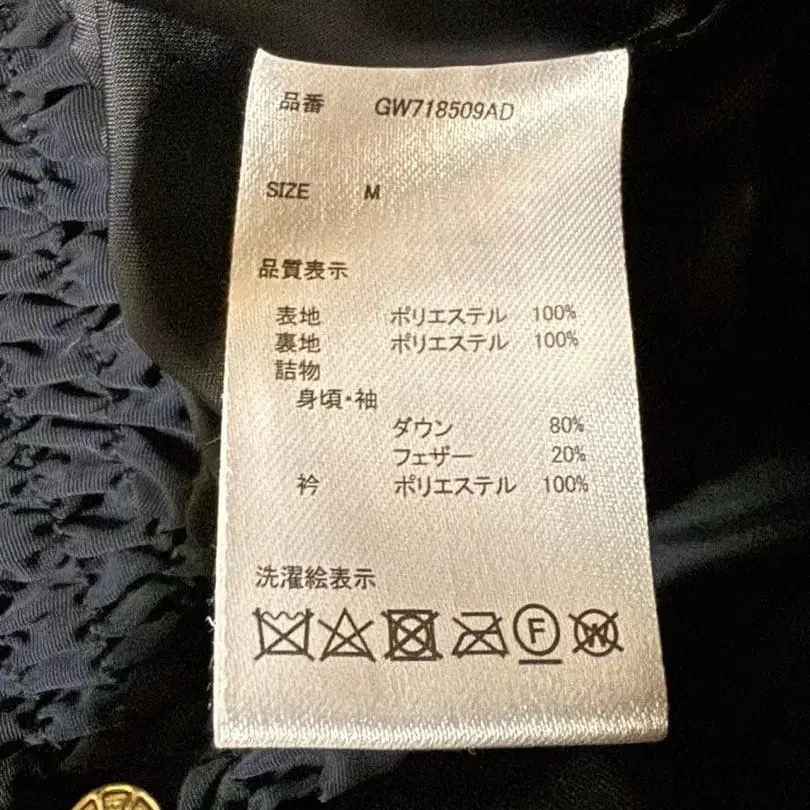 品番 GW718509AD
SIZE M
品質表示
表地 ポリエステル 100%
裏地 ポリエステル 100%
詰物
身頃・袖
ダウン 80%
フェザー 20%
衿 ポリエステル 100%
洗濯絵表示
F W